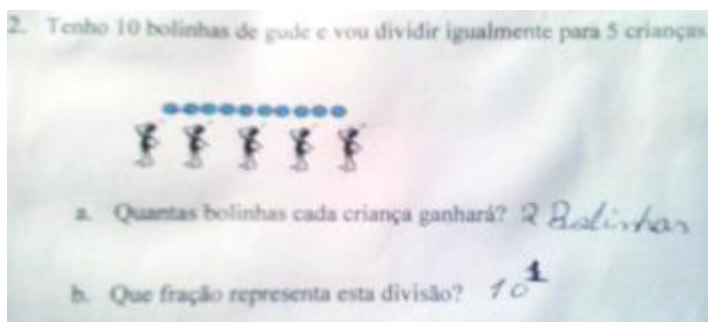 2. Tenho 10 bolinhas de gude e vou dividir igualmente para 5 crianças.
a. Quantas bolinhas cada criança ganhará? 2 Bolinhas
b. Que fração representa esta divisão? 10 1